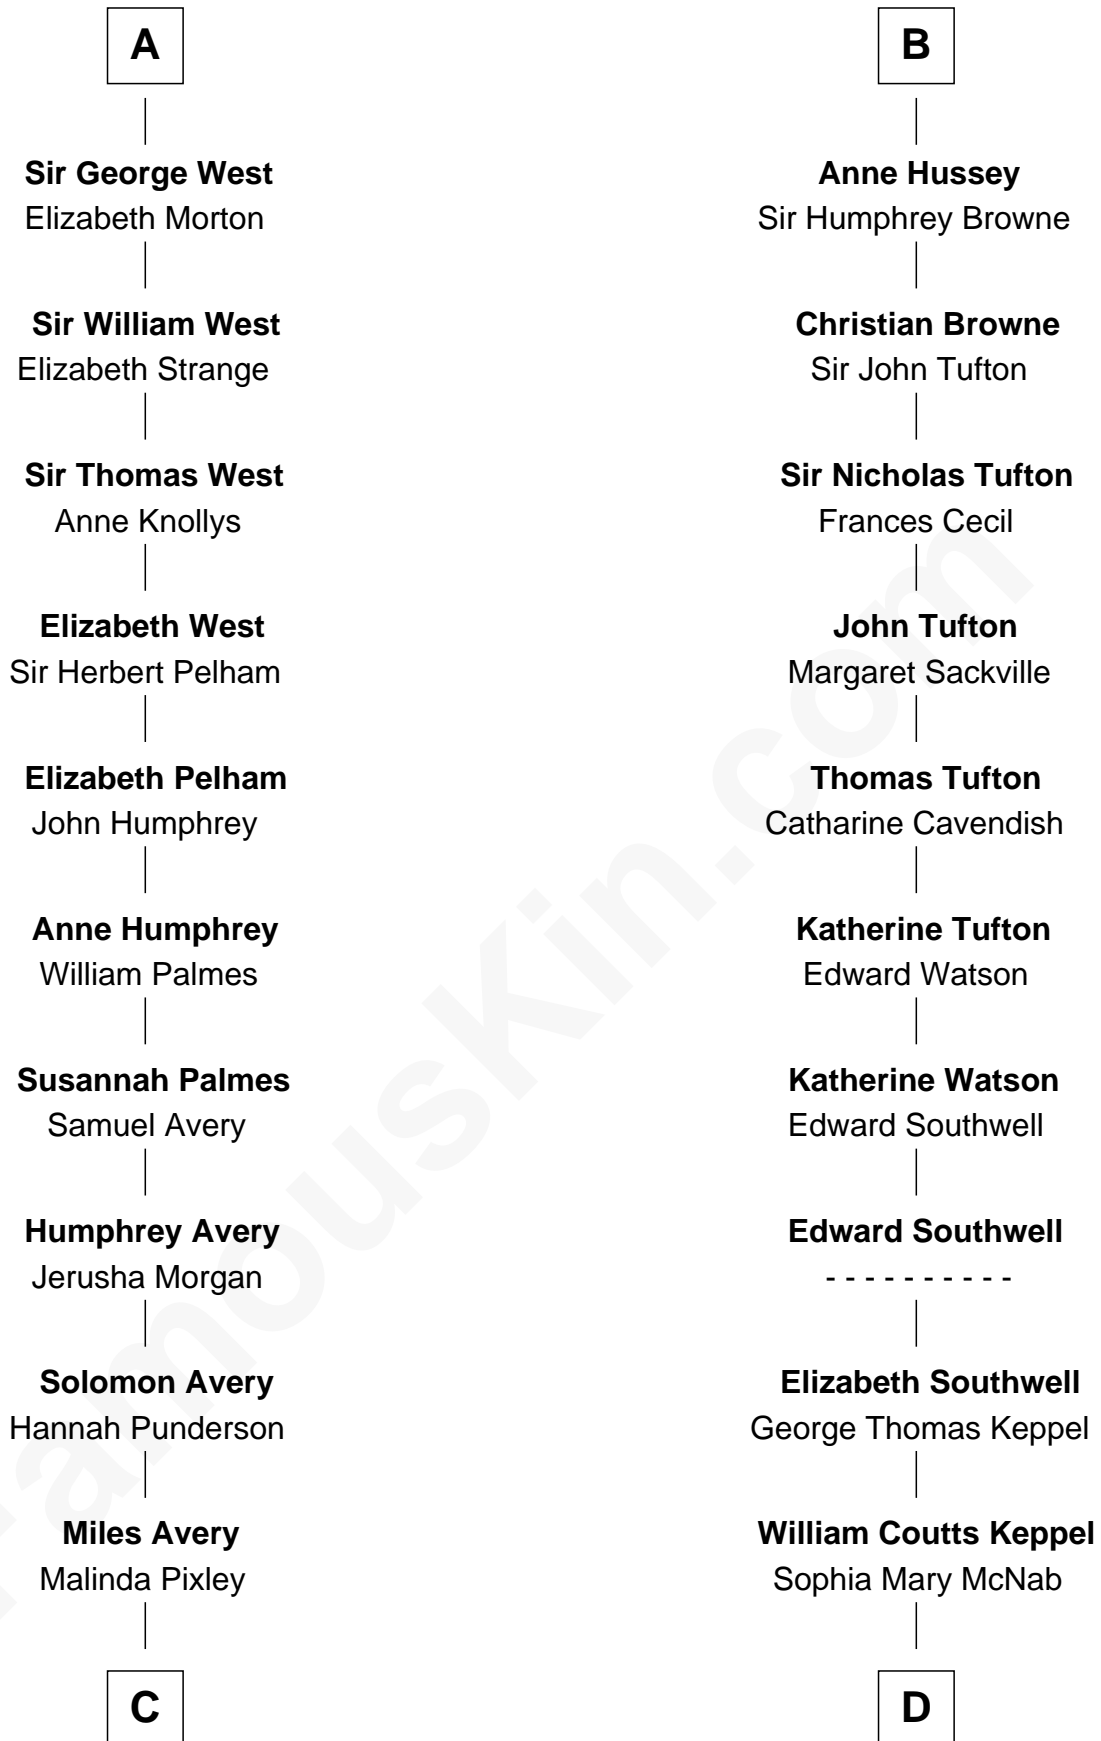 A
Sir George West
Elizabeth Morton
Sir William West
Elizabeth Strange
Sir Thomas West
Anne Knollys
Elizabeth West
Sir Herbert Pelham
Elizabeth Pelham
John Humphrey
Anne Humphrey
William Palmes
Susannah Palmes
Samuel Avery
Humphrey Avery
Jerusha Morgan
Solomon Avery
Hannah Punderson
Miles Avery
Malinda Pixley
C
B
Anne Hussey
Sir Humphrey Browne
Christian Browne
Sir John Tufton
Sir Nicholas Tufton
Frances Cecil
John Tufton
Margaret Sackville
Thomas Tufton
Catharine Cavendish
Katherine Tufton
Edward Watson
Katherine Watson
Edward Southwell
Edward Southwell
- - - - - - - - - -
Elizabeth Southwell
George Thomas Keppel
William Coutts Keppel
Sophia Mary McNab
D
FamousKin.com